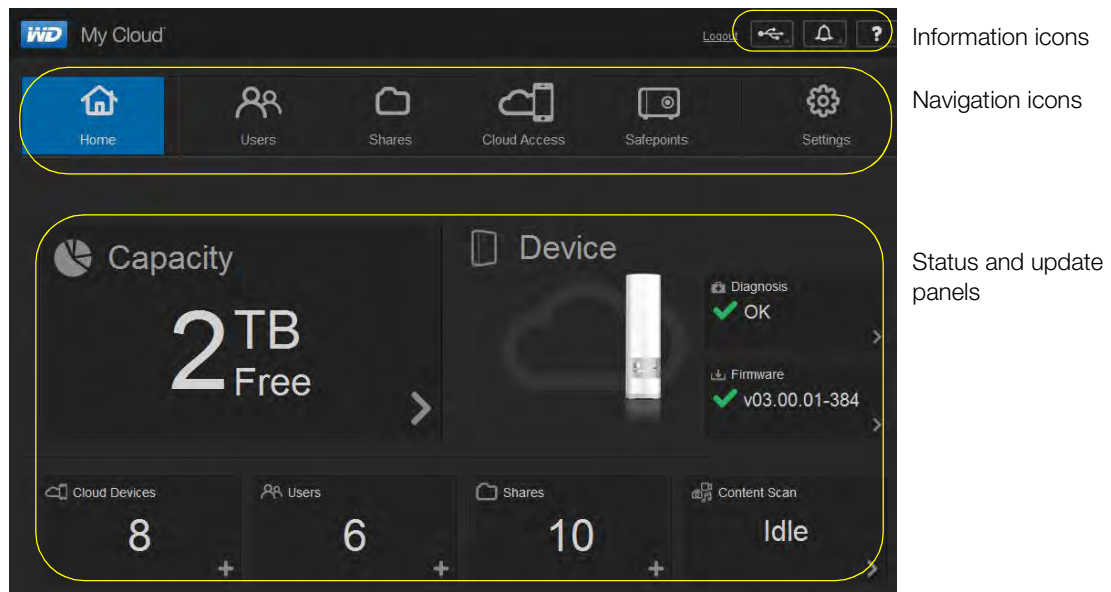 WD My Cloud
Logout
?
Information icons
Home
Users
Shares
Cloud Access
Safepoints
Settings
Navigation icons
Capacity
2 TB
Free
Device
Diagnosis
OK
Firmware
v03.00.01-384
Status and update
panels
Cloud Devices
8
Users
6
Shares
10
Content Scan
Idle